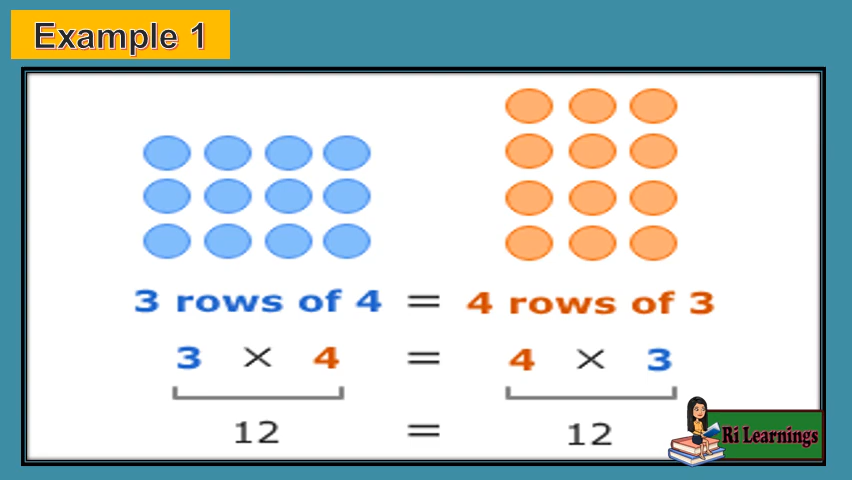 Example 1
3 rows of 4 = 4 rows of 3
3 × 4 = 4 × 3
12 = 12
Ri Learnings